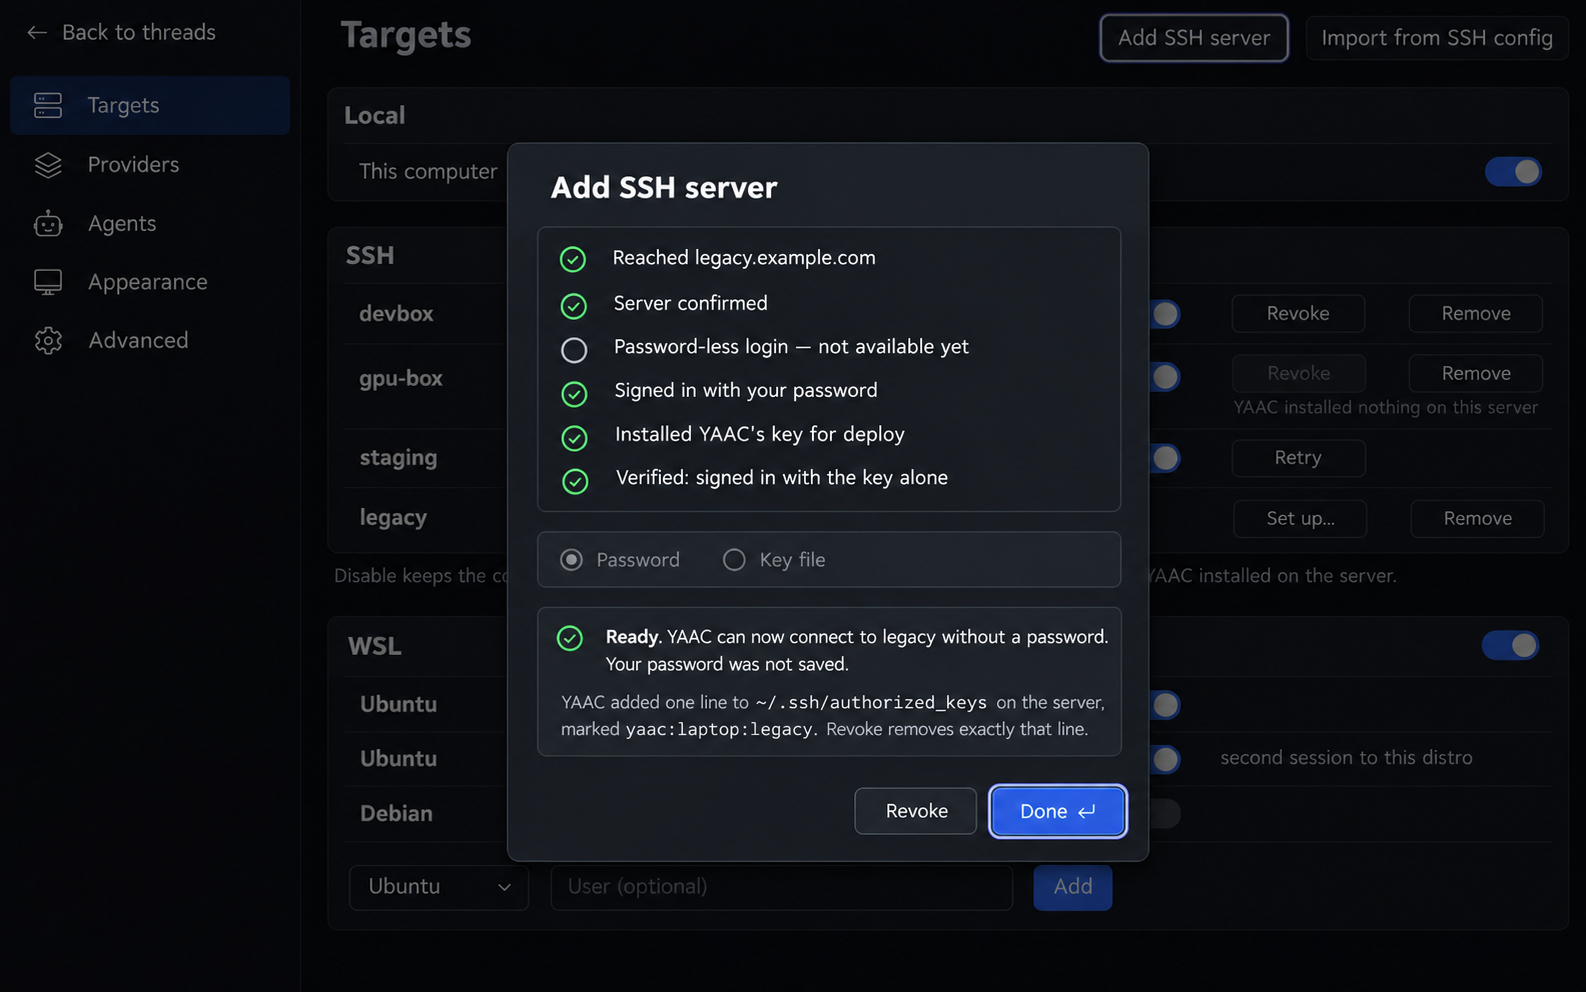 Back to threads
Targets
Providers
Agents
Appearance
Advanced
Targets
Add SSH server
Import from SSH config
Local
This computer
SSH
devbox
Revoke
Remove
gpu-box
Revoke
Remove
YAAC installed nothing on this server
staging
Retry
legacy
Set up...
Remove
Disable keeps the
YAAC installed on the server.
WSL
Ubuntu
Ubuntu
second session to this distro
Debian
Ubuntu
User (optional)
Add
Add SSH server
Reached legacy.example.com
Server confirmed
Password-less login — not available yet
Signed in with your password
Installed YAAC's key for deploy
Verified: signed in with the key alone
Password
Key file
Ready. YAAC can now connect to legacy without a password.
Your password was not saved.
YAAC added one line to ~/.ssh/authorized_keys on the server,
marked yaac:laptop:legacy. Revoke removes exactly that line.
Revoke
Done